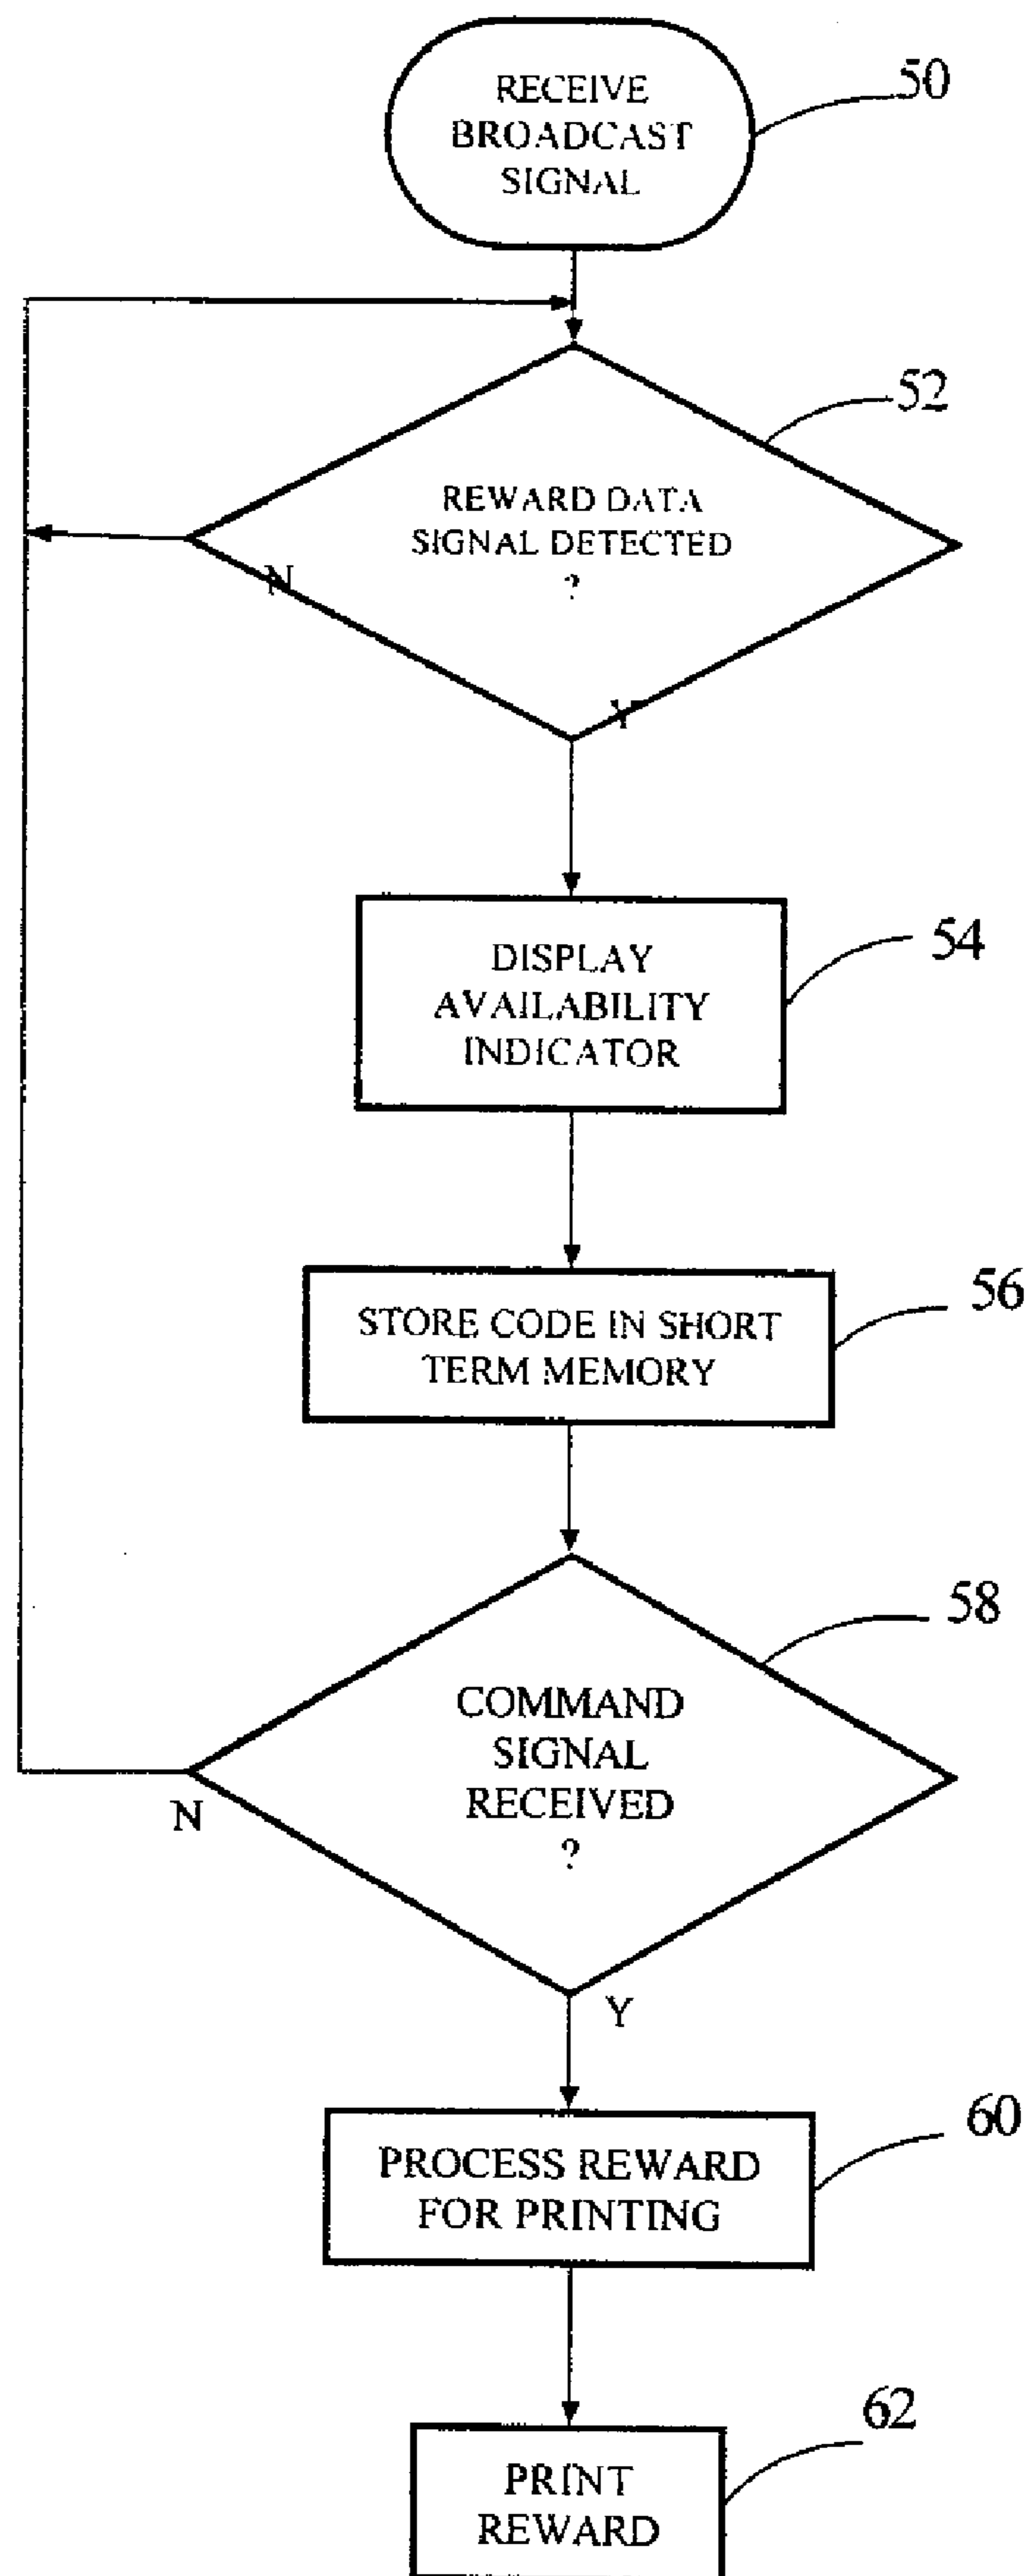 RECEIVE
BROADCAST
SIGNAL
50
52
REWARD DATA
SIGNAL DETECTED
?
N
Y
DISPLAY
AVAILABILITY
INDICATOR
54
STORE CODE IN SHORT
TERM MEMORY
56
58
COMMAND
SIGNAL
RECEIVED
?
N
Y
PROCESS REWARD
FOR PRINTING
60
62
PRINT
REWARD